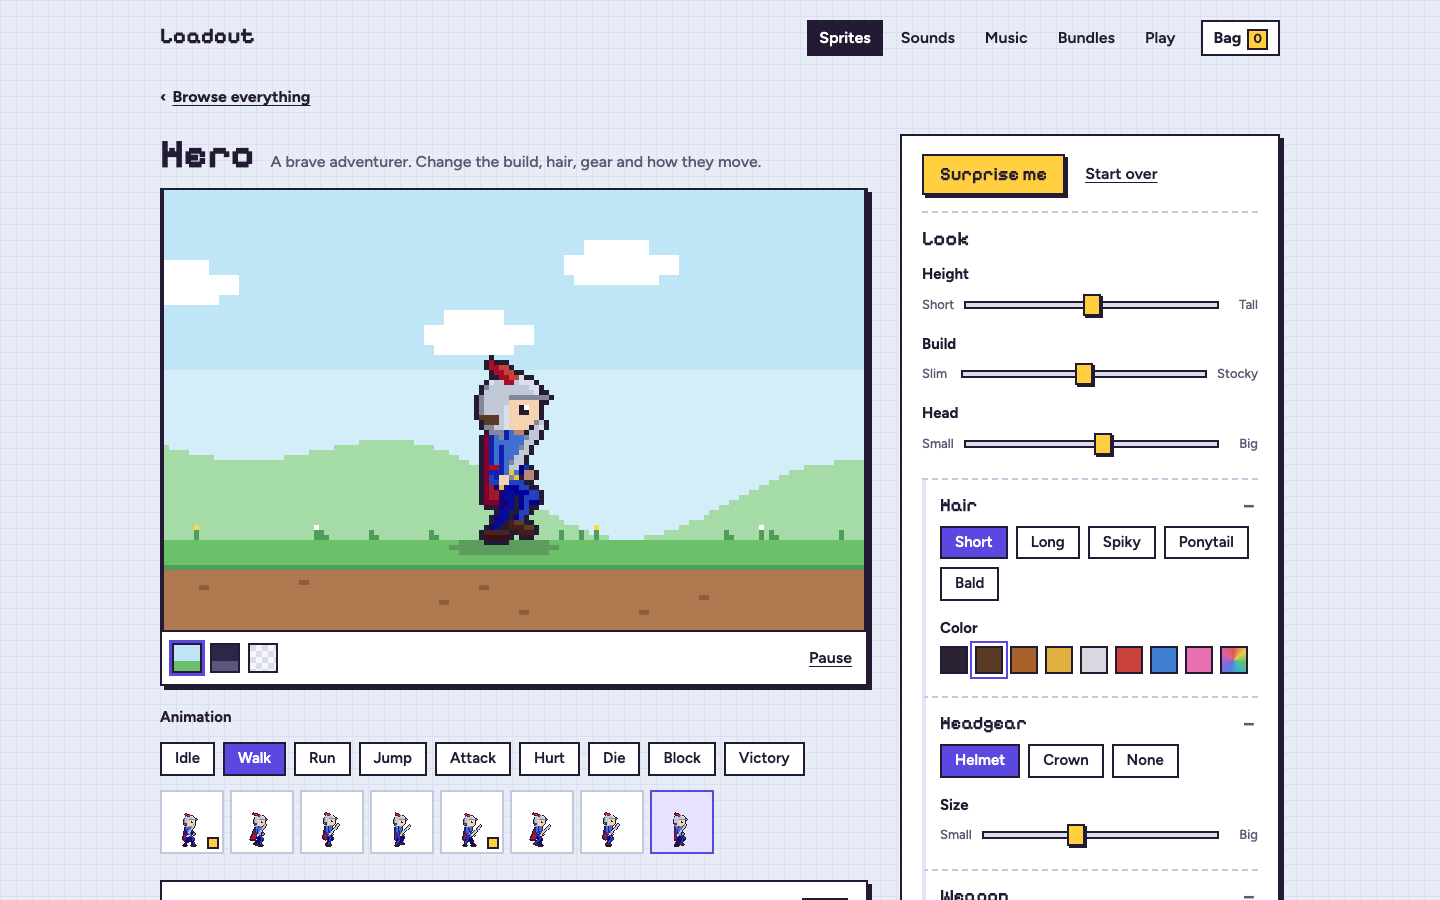 Loadout
Sprites Sounds Music Bundles Play Bag 0
‹ Browse everything
Hero A brave adventurer. Change the build, hair, gear and how they move.
Pause
Animation
Idle Walk Run Jump Attack Hurt Die Block Victory
Surprise me Start over
Look
Height
Short Tall
Build
Slim Stocky
Head
Small Big
Hair –
Short Long Spiky Ponytail
Bald
Color
Headgear –
Helmet Crown None
Size
Small Big
Weapon –